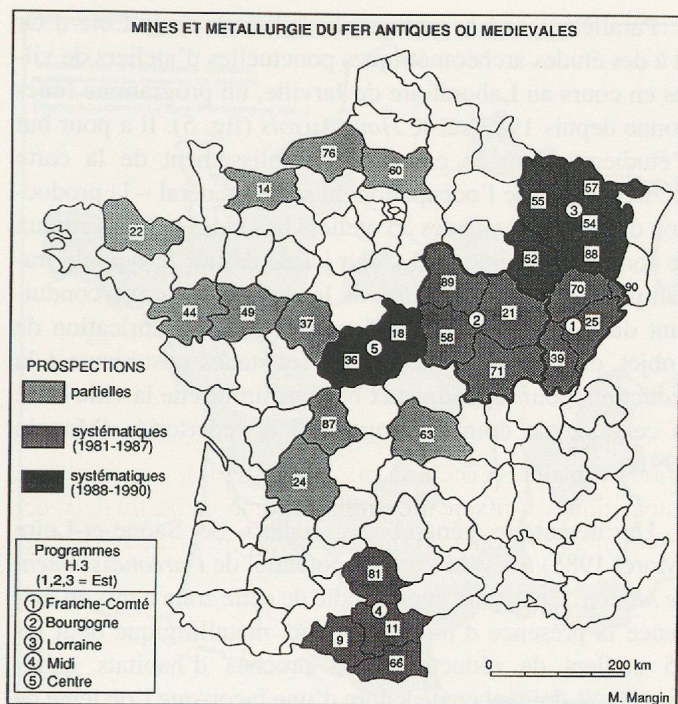 MINES ET METALLURGIE DU FER ANTIQUES OU MEDIEVALES
76
60
14
22
57
55
3
54
52
88
89
70
90
44
49
37
21
2
1
25
18
58
5
36
39
71
PROSPECTIONS
partielles
systématiques
(1981-1987)
systématiques
(1988-1990)
87
63
24
Programmes
H.3
(1,2,3 = Est)
1 Franche-Comté
2 Bourgogne
3 Lorraine
4 Midi
5 Centre
81
4
9
11
66
0 200 km
M. Mangin